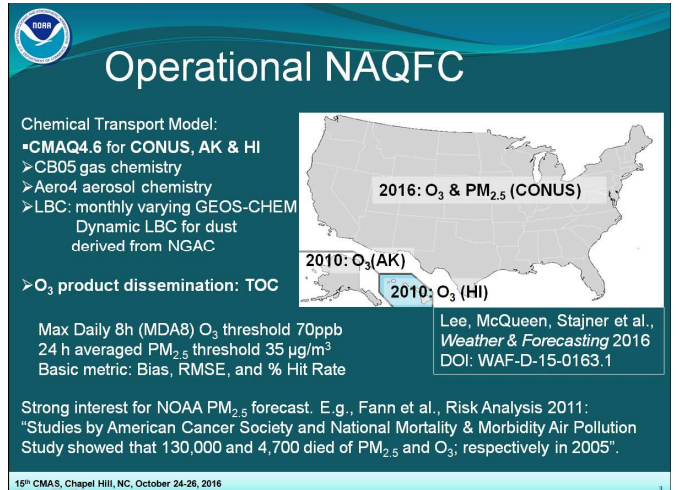 NOAA
Operational NAQFC
Chemical Transport Model:
▪CMAQ4.6 for CONUS, AK & HI
➢CB05 gas chemistry
➢Aero4 aerosol chemistry
➢LBC: monthly varying GEOS-CHEM
Dynamic LBC for dust
derived from NGAC
➢O₃ product dissemination: TOC
2016: O₃ & PM₂.₅ (CONUS)
2010: O₃(AK)
2010: O₃ (HI)
Max Daily 8h (MDA8) O₃ threshold 70ppb
24 h averaged PM₂.₅ threshold 35 µg/m³
Basic metric: Bias, RMSE, and % Hit Rate
Lee, McQueen, Stajner et al.,
Weather & Forecasting 2016
DOI: WAF-D-15-0163.1
Strong interest for NOAA PM₂.₅ forecast. E.g., Fann et al., Risk Analysis 2011:
“Studies by American Cancer Society and National Mortality & Morbidity Air Pollution
Study showed that 130,000 and 4,700 died of PM₂.₅ and O₃; respectively in 2005”.
15th CMAS, Chapel Hill, NC, October 24-26, 2016
3